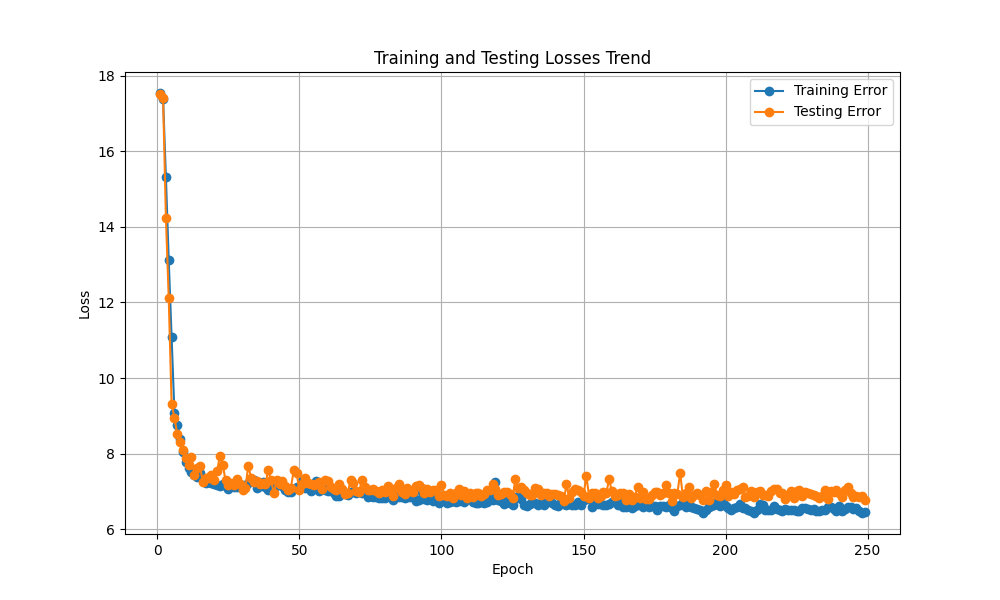 Training and Testing Losses Trend
18
16
14
12
10
8
6
Loss
Training Error
Testing Error
0
50
100
150
200
250
Epoch